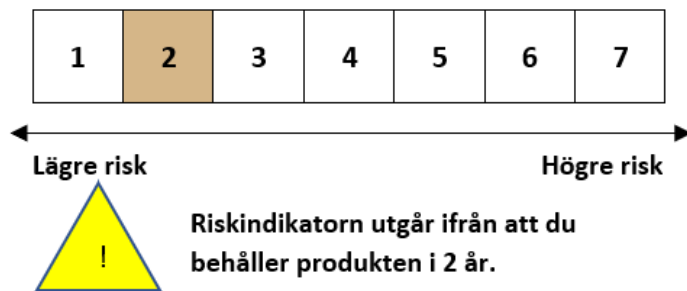 1 2 3 4 5 6 7
Lägre risk Högre risk
!
Riskindikatorn utgår ifrån att du
behåller produkten i 2 år.